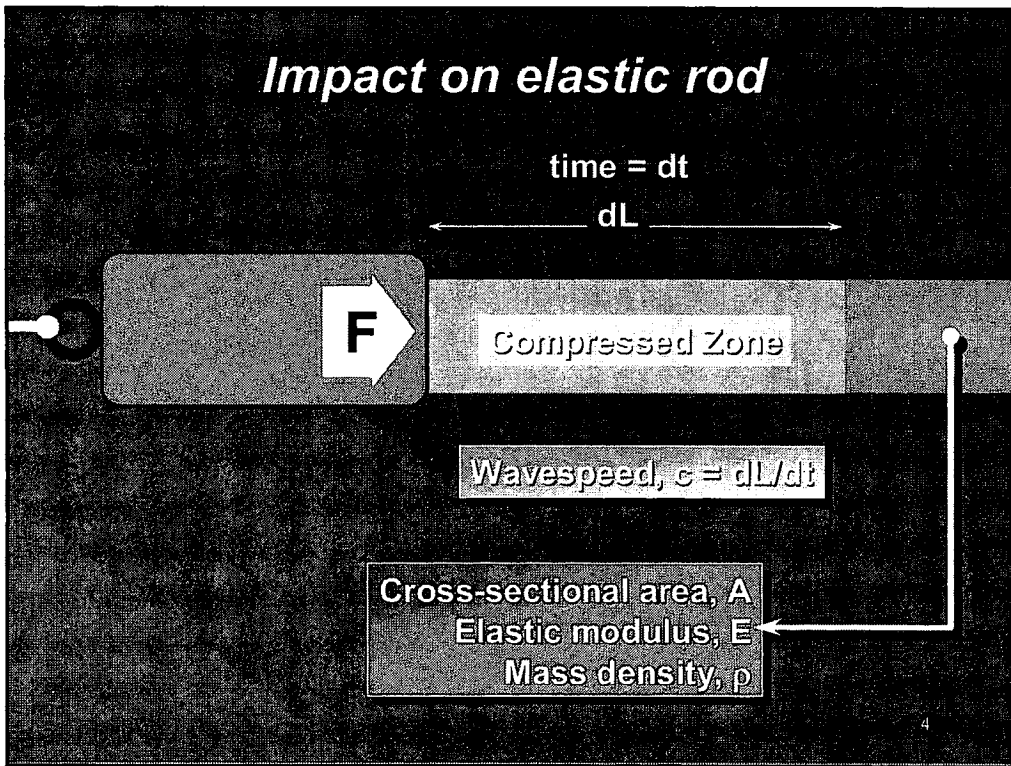 Impact on elastic rod
time = dt
dL
F
Compressed Zone
Wavespeed, c = dL/dt
Cross-sectional area, A
Elastic modulus, E
Mass density, ρ
4